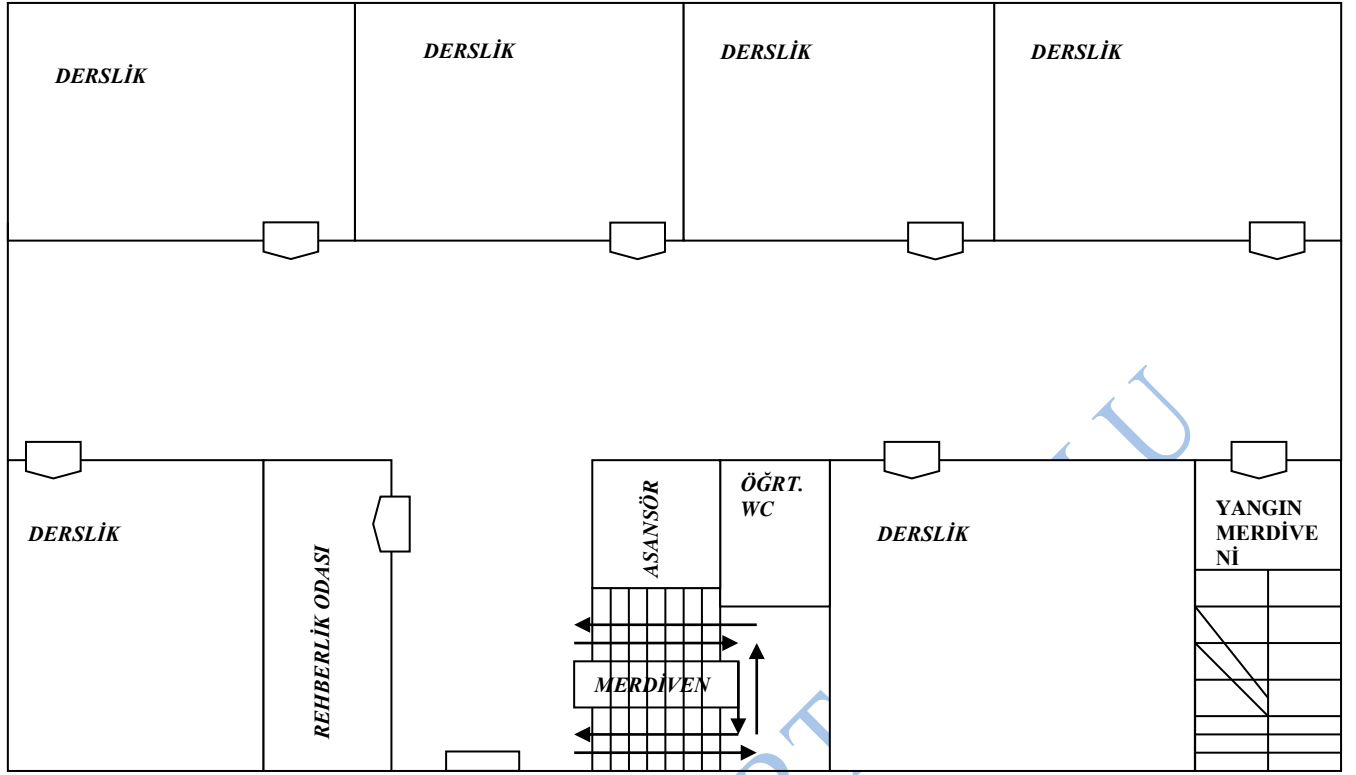 DERSLİK
DERSLİK
DERSLİK
DERSLİK
DERSLİK
REHBERLİK ODASI
ASANSÖR
ÖĞRT.
WC
MERDİVEN
DERSLİK
YANGIN
MERDİVE
Nİ